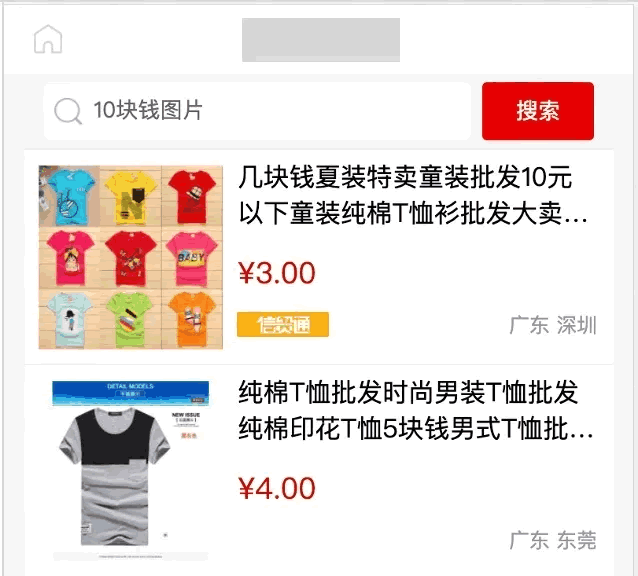 10块钱图片
搜索
几块钱夏装特卖童装批发10元
以下童装纯棉T恤衫批发大卖...
¥3.00
信贸通
广东 深圳
BABY
纯棉T恤批发时尚男装T恤批发
纯棉印花T恤5块钱男式T恤批...
¥4.00
广东 东莞
DETAIL MODELS
NEW ISSUE